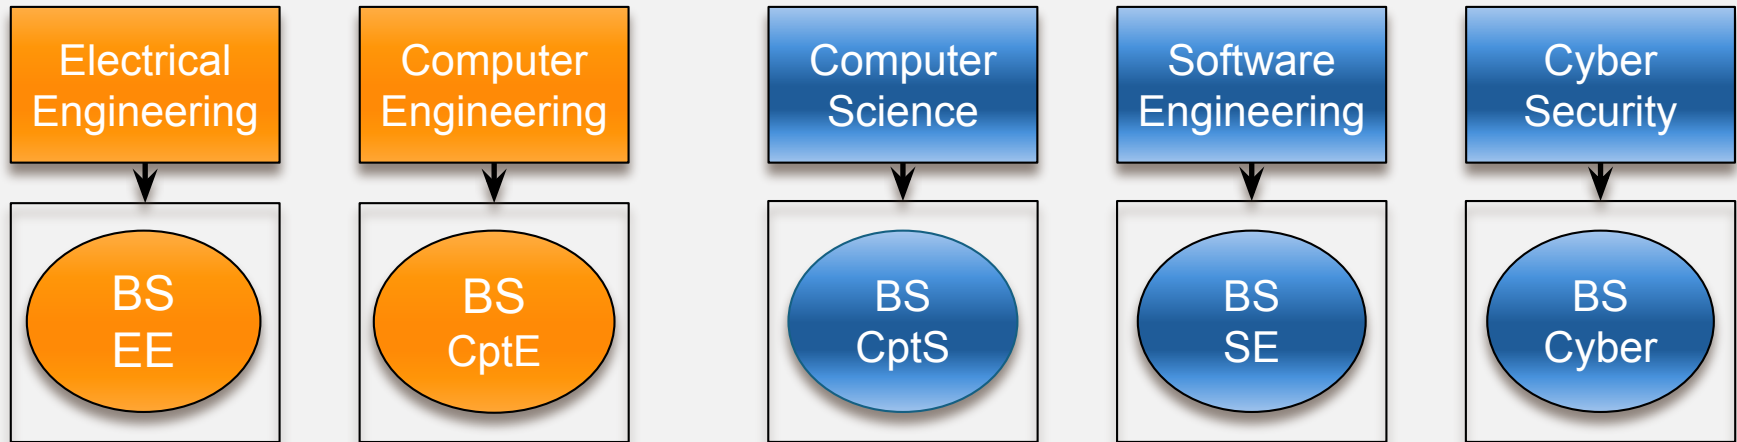 Electrical
Engineering
Computer
Engineering
Computer
Science
Software
Engineering
Cyber
Security
BS
EE
BS
CptE
BS
CptS
BS
SE
BS
Cyber